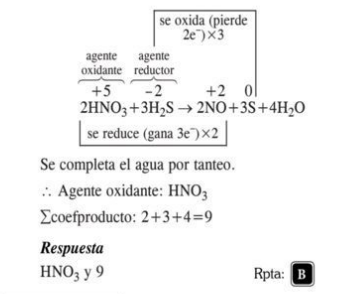 se oxida (pierde
2e⁻)×3
agente agente
oxidante reductor
+5 −2 +2 0
2HNO₃+3H₂S → 2NO+3S+4H₂O
se reduce (gana 3e⁻)×2
Se completa el agua por tanteo.
∴ Agente oxidante: HNO₃
∑coefproducto: 2+3+4=9
Respuesta
HNO₃ y 9 Rpta: B